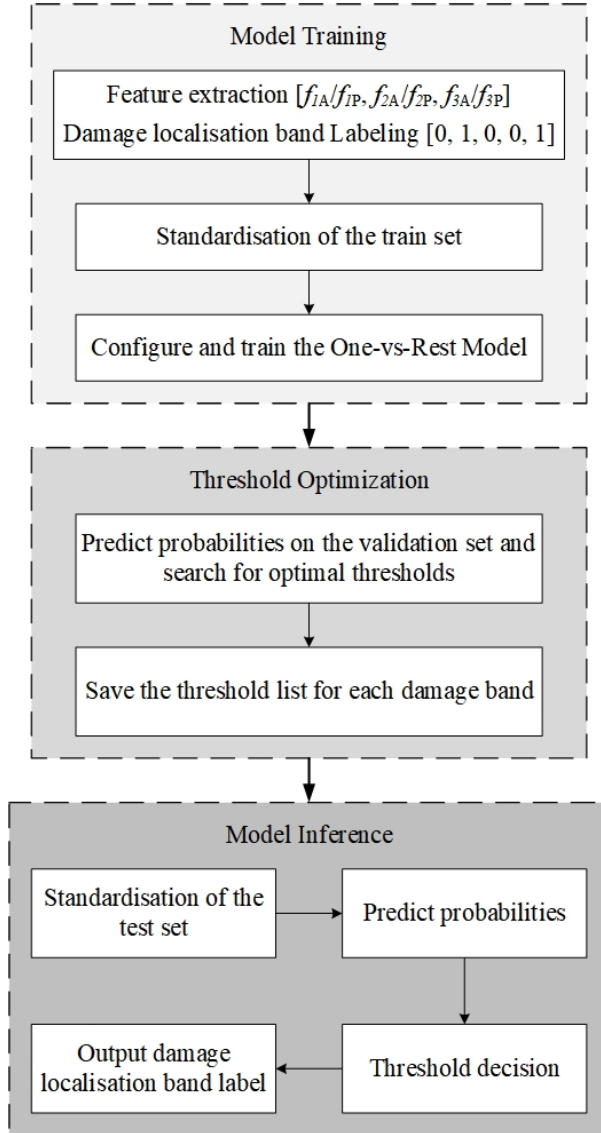 Model Training
Feature extraction [f1A/f1P, f2A/f2P, f3A/f3P]
Damage localisation band Labeling [0, 1, 0, 0, 1]
Standardisation of the train set
Configure and train the One-vs-Rest Model
Threshold Optimization
Predict probabilities on the validation set and
search for optimal thresholds
Save the threshold list for each damage band
Model Inference
Standardisation of the
test set
Predict probabilities
Threshold decision
Output damage
localisation band label